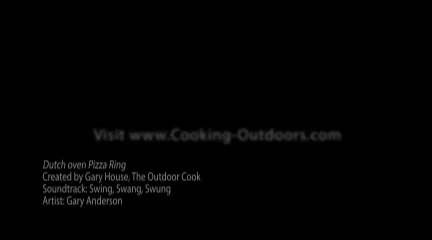 Visit www.Cooking-Outdoors.com
Dutch oven Pizza Ring
Created by Gary House, The Outdoor Cook
Soundtrack: Swing, Swang, Swung
Artist: Gary Anderson